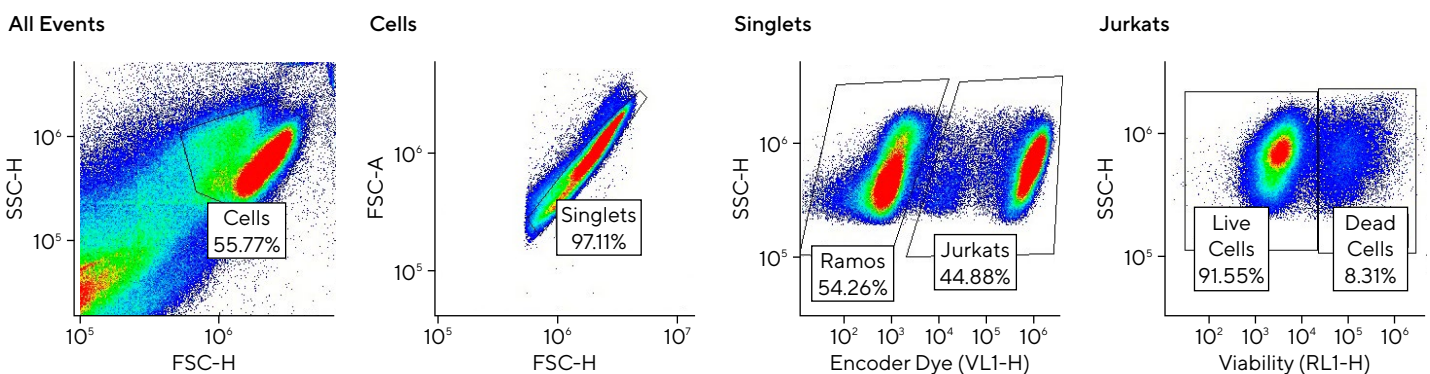 All Events
Cells
Singlets
Jurkats
SSC-H
10⁶
10⁵
Cells
55.77%
10⁵
10⁶
FSC-H
FSC-A
10⁶
10⁵
Singlets
97.11%
10⁵
10⁶
10⁷
FSC-H
SSC-H
10⁶
10⁵
Ramos
54.26%
Jurkats
44.88%
10²
10³
10⁴
10⁵
10⁶
Encoder Dye (VL1-H)
SSC-H
10⁶
10⁵
Live
Cells
91.55%
Dead
Cells
8.31%
10²
10³
10⁴
10⁵
10⁶
Viability (RL1-H)